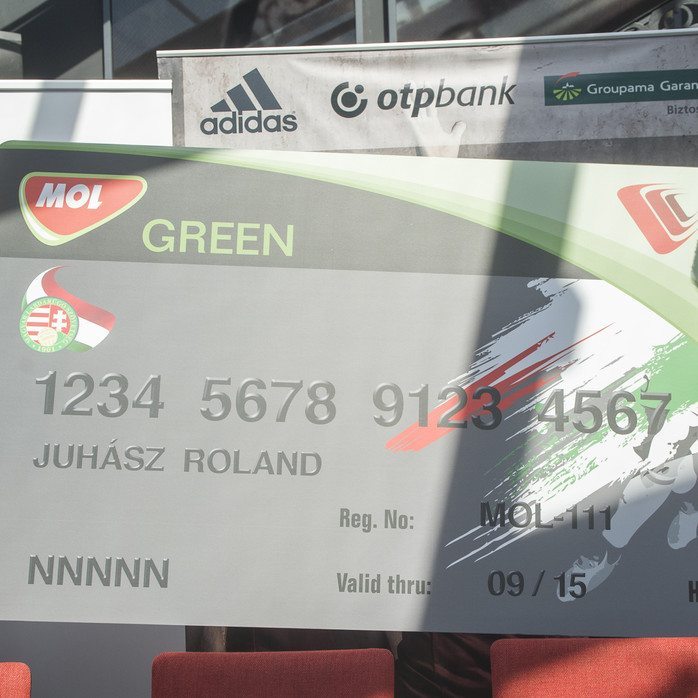 adidas
otpbank
Groupama Garan
Biztos
MOL
GREEN
1234 5678 9123 4567
JUHÁSZ ROLAND
Reg. No: MOL-111
NNNNN
Valid thru: 09 / 15
H